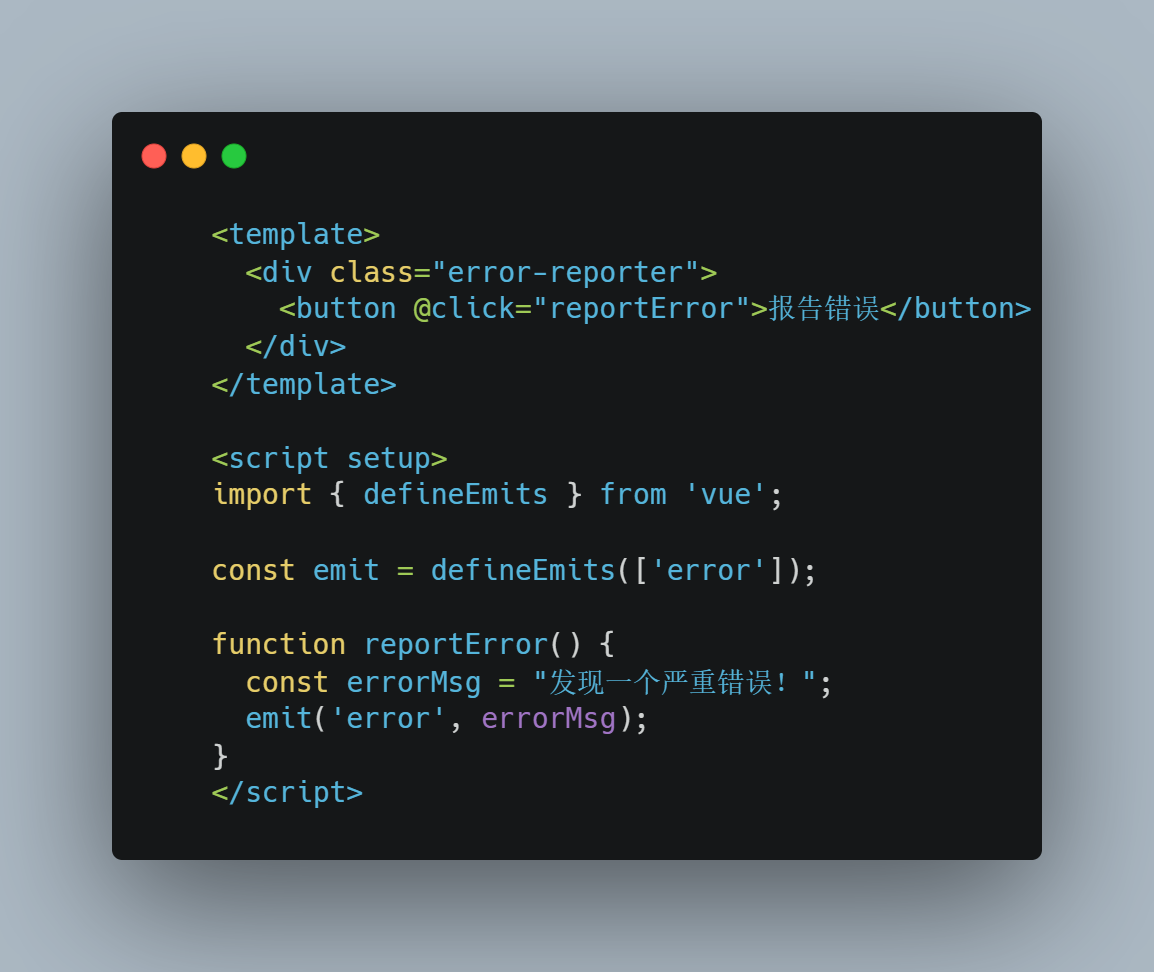 <template>
  <div class="error-reporter">
    <button @click="reportError">报告错误</button>
  </div>
</template>

<script setup>
import { defineEmits } from 'vue';

const emit = defineEmits(['error']);

function reportError() {
  const errorMsg = "发现一个严重错误！";
  emit('error', errorMsg);
}
</script>